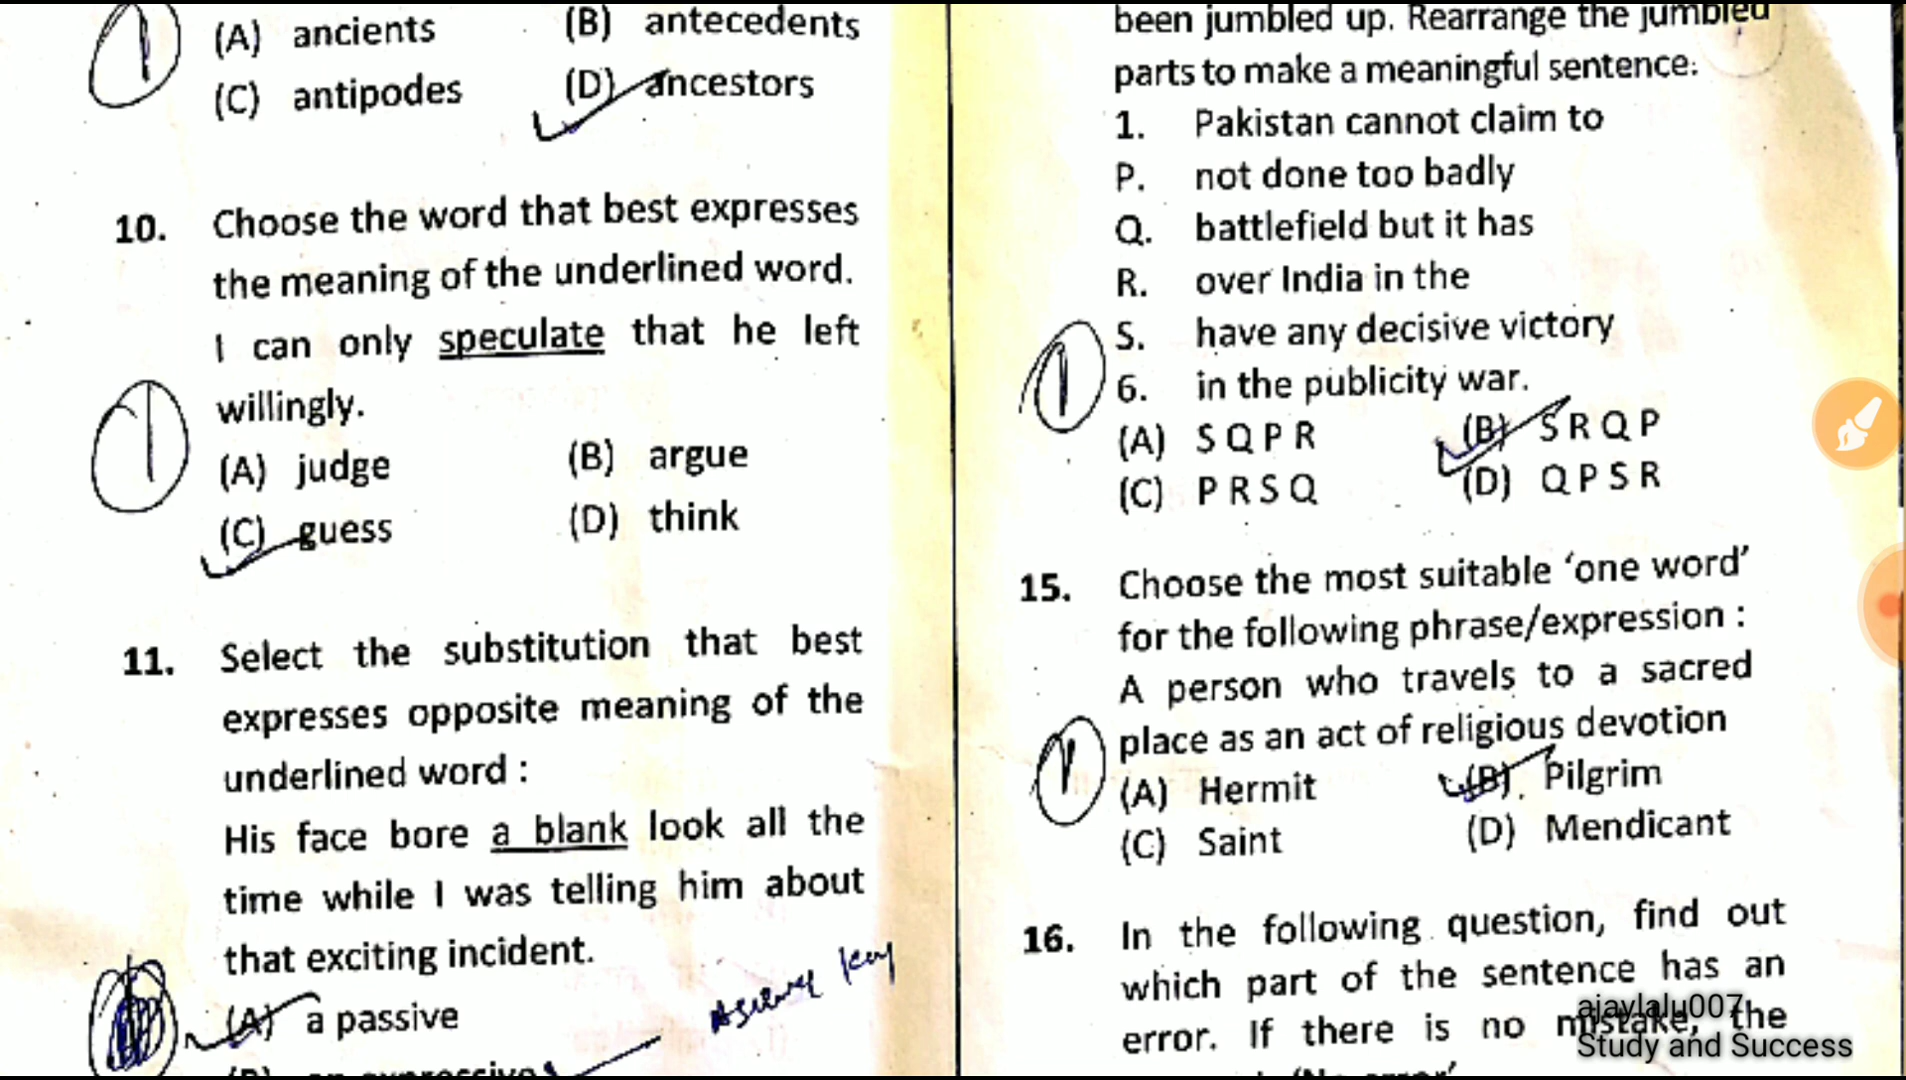 (A) ancients (B) antecedents
(C) antipodes (D) ancestors
10. Choose the word that best expresses
the meaning of the underlined word.
I can only speculate that he left
willingly.
(A) judge (B) argue
(C) guess (D) think
11. Select the substitution that best
expresses opposite meaning of the
underlined word :
His face bore a blank look all the
time while I was telling him about
that exciting incident.
(A) a passive
(B) an expressive
key
been jumbled up. Rearrange the jumbled
parts to make a meaningful sentence:
1. Pakistan cannot claim to
P. not done too badly
Q. battlefield but it has
R. over India in the
S. have any decisive victory
6. in the publicity war.
(A) S Q P R (B) S R Q P
(C) P R S Q (D) Q P S R
15. Choose the most suitable ‘one word’
for the following phrase/expression :
A person who travels to a sacred
place as an act of religious devotion
(A) Hermit (B) Pilgrim
(C) Saint (D) Mendicant
16. In the following question, find out
which part of the sentence has an
error. If there is no mistake, the
ajaylalu007
Study and Success